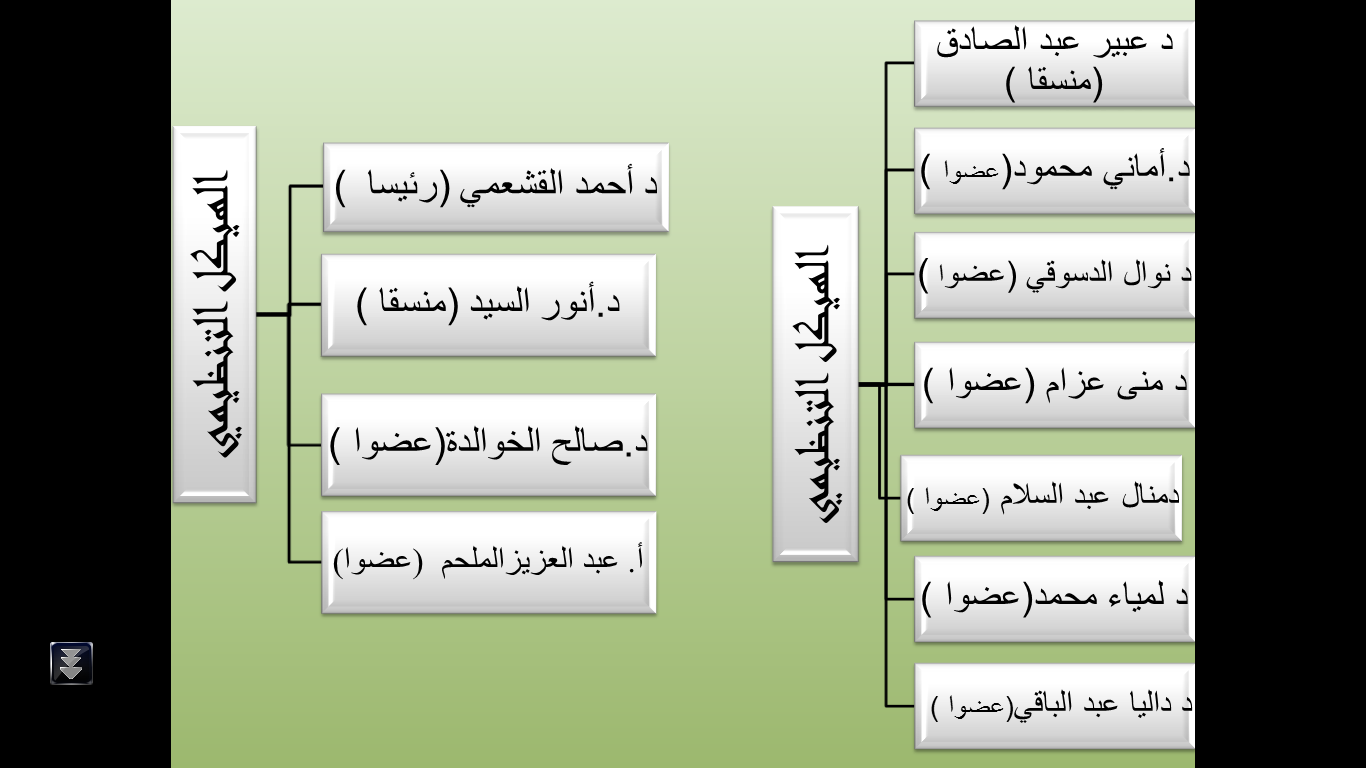 د عبير عبد الصادق
(منسقا )
د.أماني محمود(عضوا )
د نوال الدسوقي (عضوا )
د منى عزام (عضوا )
دمنال عبد السلام (عضوا )
د لمياء محمد(عضوا )
د داليا عبد الباقي(عضوا )
الهيكل التنظيمي
د أحمد القشعمي (رئيسا )
د.أنور السيد (منسقا )
د.صالح الخوالدة(عضوا )
أ. عبد العزيزالملحم (عضوا)
الهيكل التنظيمي